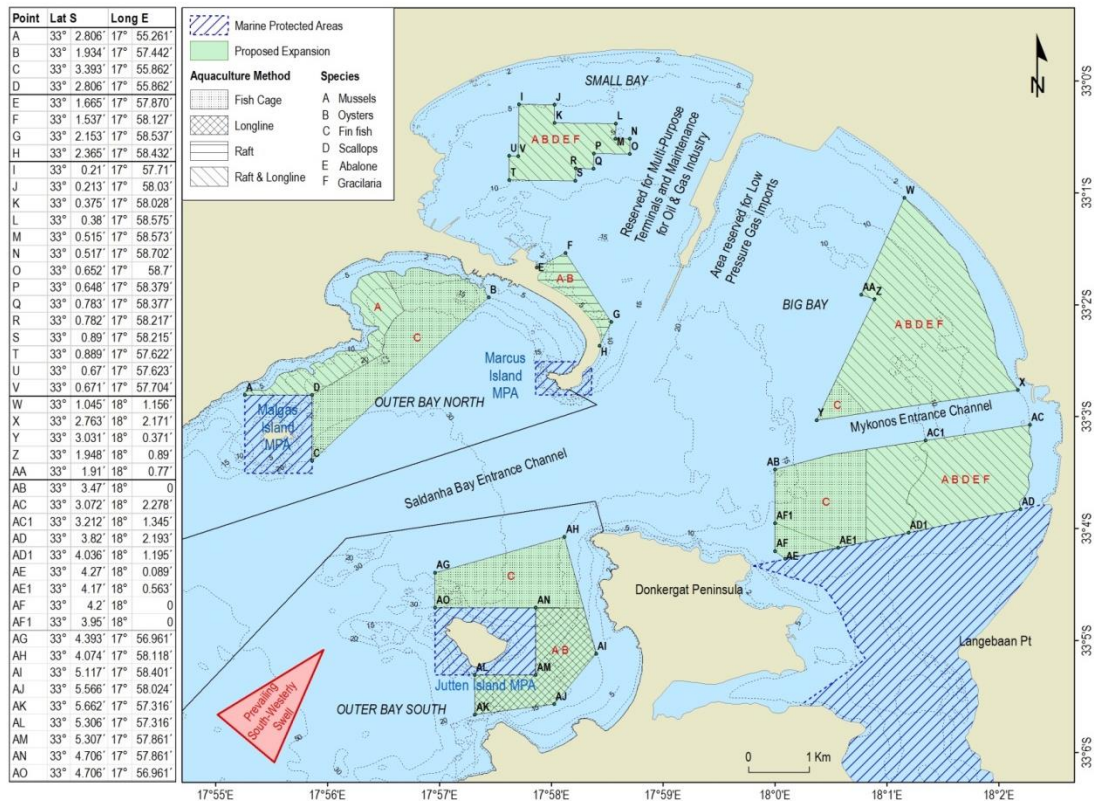 Point Lat S Long E
A 33° 2.806´ 17° 55.261´
B 33° 1.934´ 17° 57.442´
C 33° 3.393´ 17° 55.862´
D 33° 2.806´ 17° 55.862´
E 33° 1.665´ 17° 57.870´
F 33° 1.537´ 17° 58.127´
G 33° 2.153´ 17° 58.537´
H 33° 2.365´ 17° 58.432´
I 33° 0.21´ 17° 57.71´
J 33° 0.213´ 17° 58.03´
K 33° 0.375´ 17° 58.028´
L 33° 0.38´ 17° 58.575´
M 33° 0.515´ 17° 58.573´
N 33° 0.517´ 17° 58.702´
O 33° 0.652´ 17° 58.7´
P 33° 0.648´ 17° 58.379´
Q 33° 0.783´ 17° 58.377´
R 33° 0.782´ 17° 58.217´
S 33° 0.89´ 17° 58.215´
T 33° 0.889´ 17° 57.622´
U 33° 0.67´ 17° 57.623´
V 33° 0.671´ 17° 57.704´
W 33° 1.045´ 18° 1.156´
X 33° 2.763´ 18° 2.171´
Y 33° 3.031´ 18° 0.371´
Z 33° 1.948´ 18° 0.89´
AA 33° 1.91´ 18° 0.77´
AB 33° 3.47´ 18° 0
AC 33° 3.072´ 18° 2.278´
AC1 33° 3.212´ 18° 1.345´
AD 33° 3.82´ 18° 2.193´
AD1 33° 4.036´ 18° 1.195´
AE 33° 4.27´ 18° 0.089´
AE1 33° 4.17´ 18° 0.563´
AF 33° 4.2´ 18° 0
AF1 33° 3.95´ 18° 0
AG 33° 4.393´ 17° 56.961´
AH 33° 4.074´ 17° 58.118´
AI 33° 5.117´ 17° 58.401´
AJ 33° 5.566´ 17° 58.024´
AK 33° 5.662´ 17° 57.316´
AL 33° 5.306´ 17° 57.316´
AM 33° 5.307´ 17° 57.861´
AN 33° 4.706´ 17° 57.861´
AO 33° 4.706´ 17° 56.961´
Marine Protected Areas
Proposed Expansion
Aquaculture Method
Fish Cage
Longline
Raft
Raft & Longline
Species
A Mussels
B Oysters
C Fin fish
D Scallops
E Abalone
F Gracilaria
N
SMALL BAY
I J
K
L
A B D E F
M
N
O
P
Q
R
S
T
U V
Reserved for Multi-Purpose
Terminals and Maintenance
for Oil & Gas Industry
Area reserved for Low
Pressure Gas Imports
BIG BAY
W
AA
Z
A B D E F
X
Y
C
Mykonos Entrance Channel
E
F
A B
G
H
Marcus
Island
MPA
A
C
B
A
D
C
Malgas
Island
MPA
OUTER BAY NORTH
Saldanha Bay Entrance Channel
AB
AC1
AC
AF1
C
A B D E F
AD
AD1
AE1
AF
AE
Donkergat Peninsula
Langebaan Pt
AG
AH
C
AO
AN
A B
AI
AL
AM
Jutten Island MPA
AJ
AK
OUTER BAY SOUTH
Prevailing
South-Westerly
Swell
0 1 Km
17°55'E 17°56'E 17°57'E 17°58'E 17°59'E 18°0'E 18°1'E 18°2'E
33°0'S
33°1'S
33°2'S
33°3'S
33°4'S
33°5'S
33°6'S